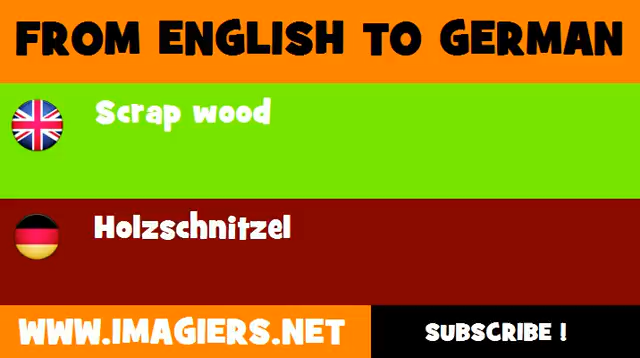 FROM ENGLISH TO GERMAN
Scrap wood
Holzschnitzel
WWW.IMAGIERS.NET
SUBSCRIBE !